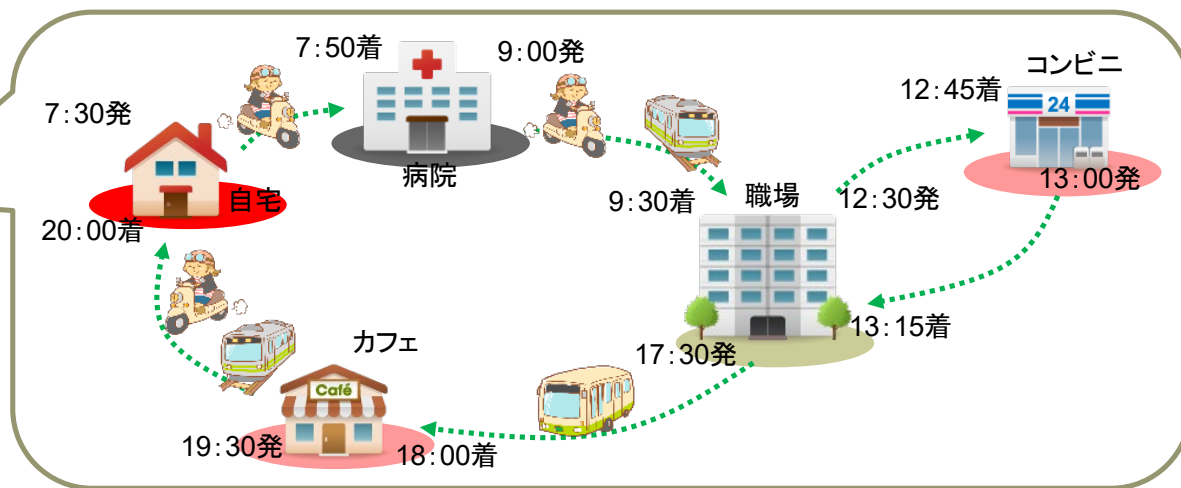 7:30発
自宅
7:50着
病院
9:00発
9:30着
職場
12:30発
12:45着
コンビニ
24
13:00発
13:15着
17:30発
18:00着
カフェ
Café
19:30発
20:00着